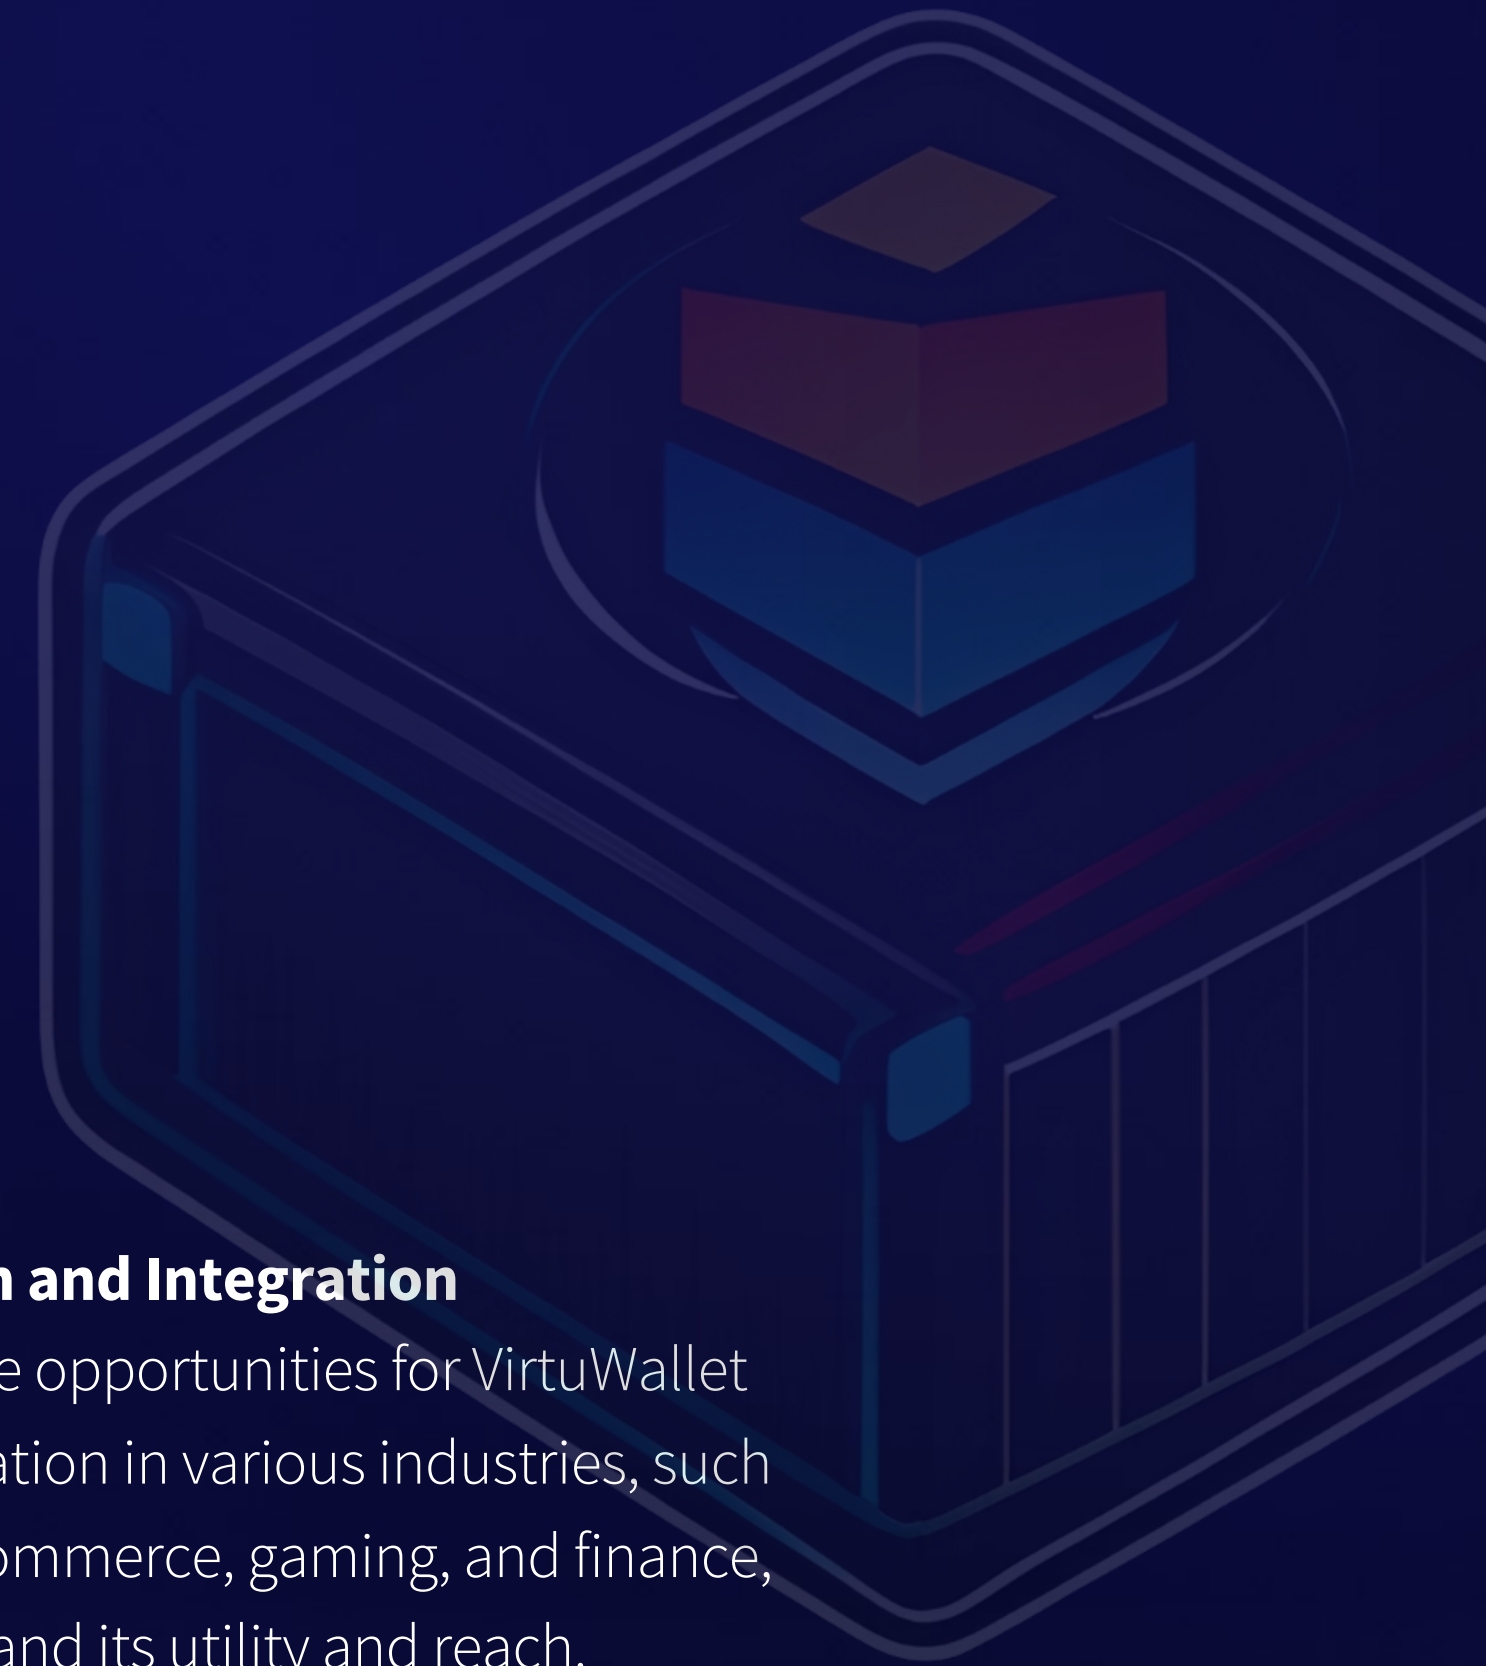 n and Integration
e opportunities for VirtuWallet
ation in various industries, such
ommerce, gaming, and finance,
and its utility and reach.